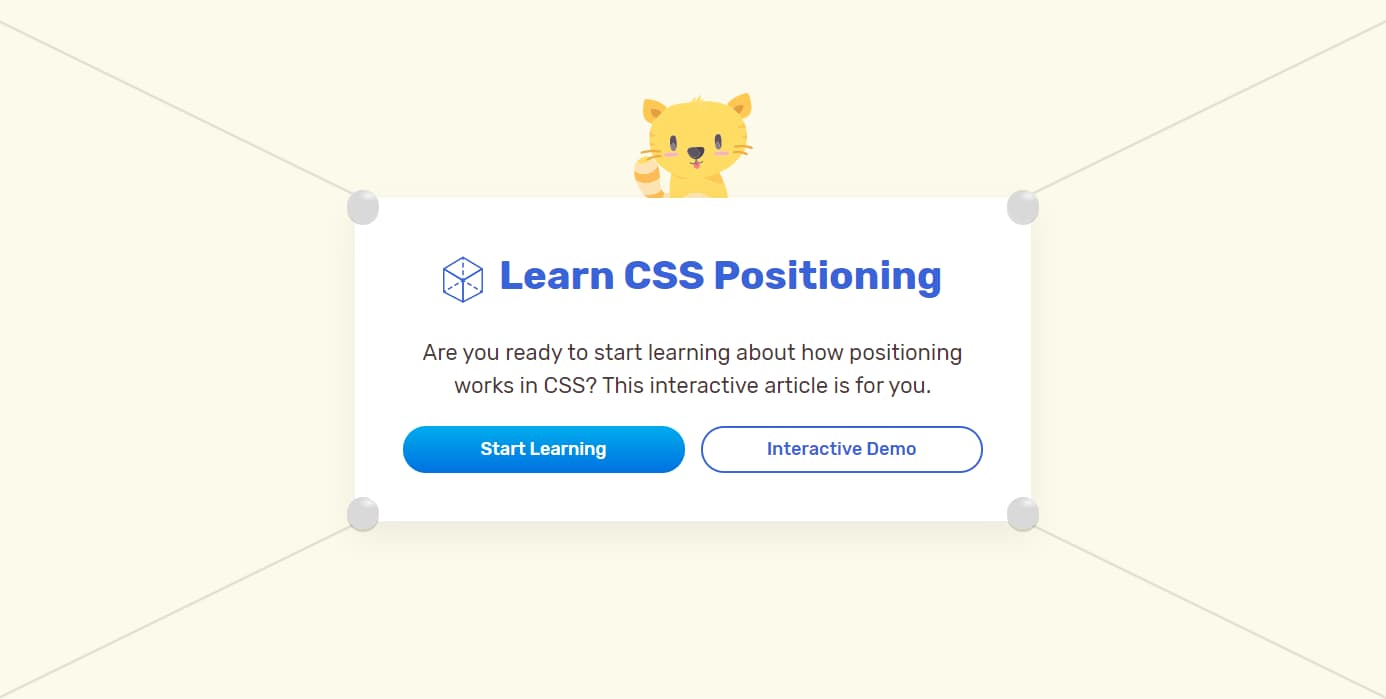 Learn CSS Positioning
Are you ready to start learning about how positioning
works in CSS? This interactive article is for you.
Start Learning
Interactive Demo